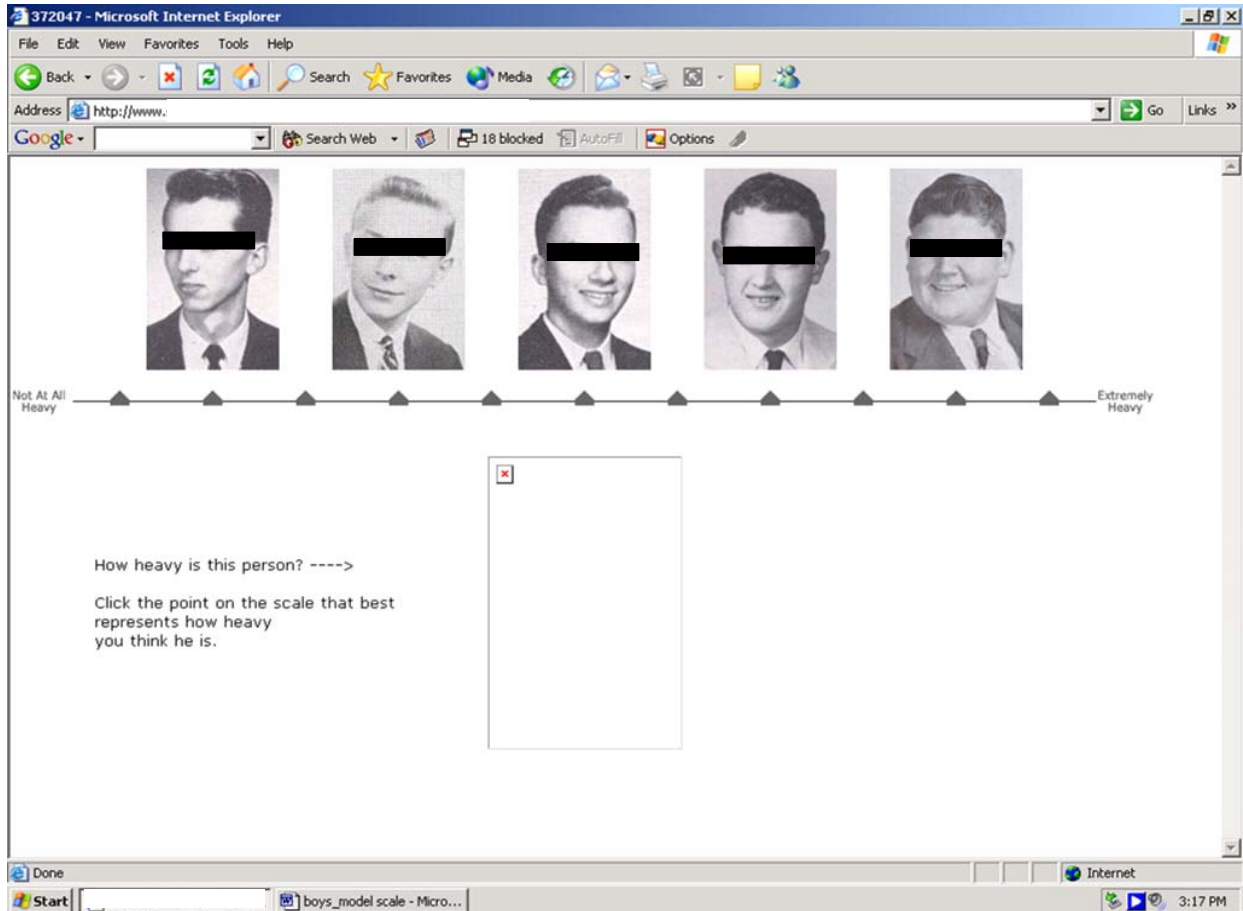 372047 - Microsoft Internet Explorer
File Edit View Favorites Tools Help
Back Search Favorites Media
Address http://www. Go Links »
Google Search Web 18 blocked AutoFill Options
Not At All
Heavy
Extremely
Heavy
How heavy is this person? ---->
Click the point on the scale that best
represents how heavy
you think he is.
Done Internet
Start boys_model scale - Micro... 3:17 PM